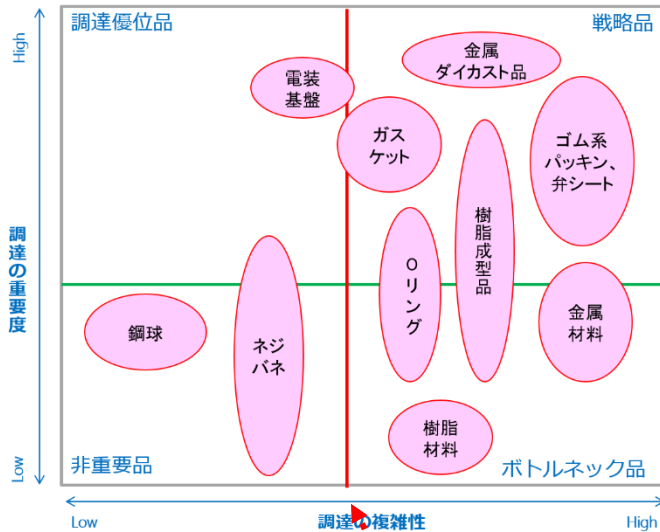 調達優位品
戦略品
High
電装
基盤
金属
ダイカスト品
ガス
ケット
ゴム系
パッキン、
弁シート
樹脂成型品
Oリング
調達の重要度
鋼球
ネジ
バネ
金属
材料
樹脂
材料
Low
非重要品
ボトルネック品
Low
調達の複雑性
High